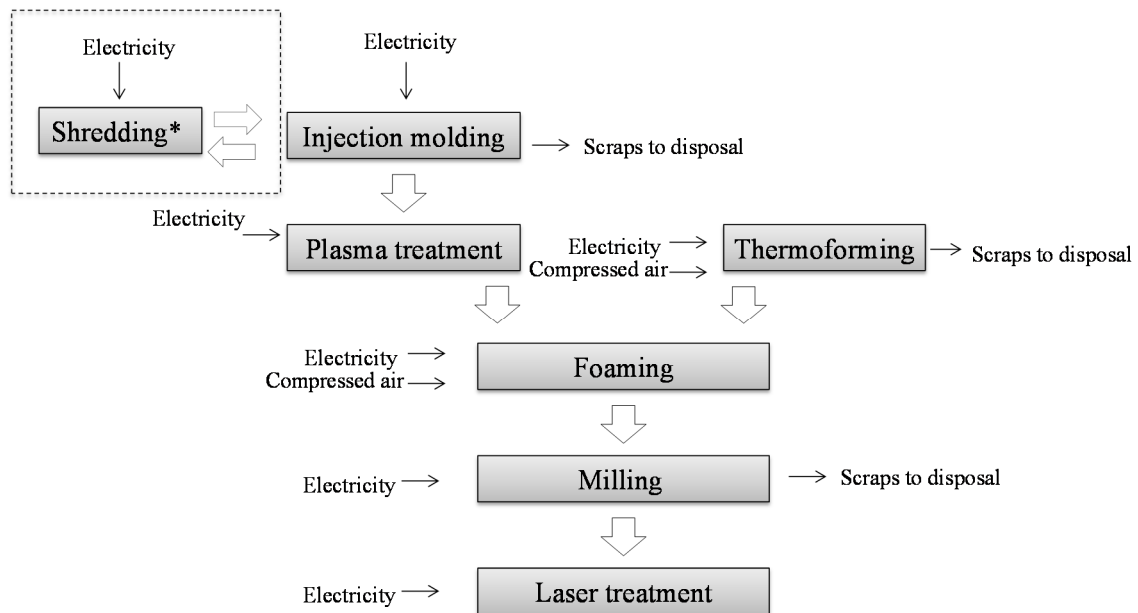 Electricity
Electricity
Shredding*
Injection molding
Scraps to disposal
Electricity
Plasma treatment
Electricity
Compressed air
Thermoforming
Scraps to disposal
Electricity
Compressed air
Foaming
Electricity
Milling
Scraps to disposal
Electricity
Laser treatment